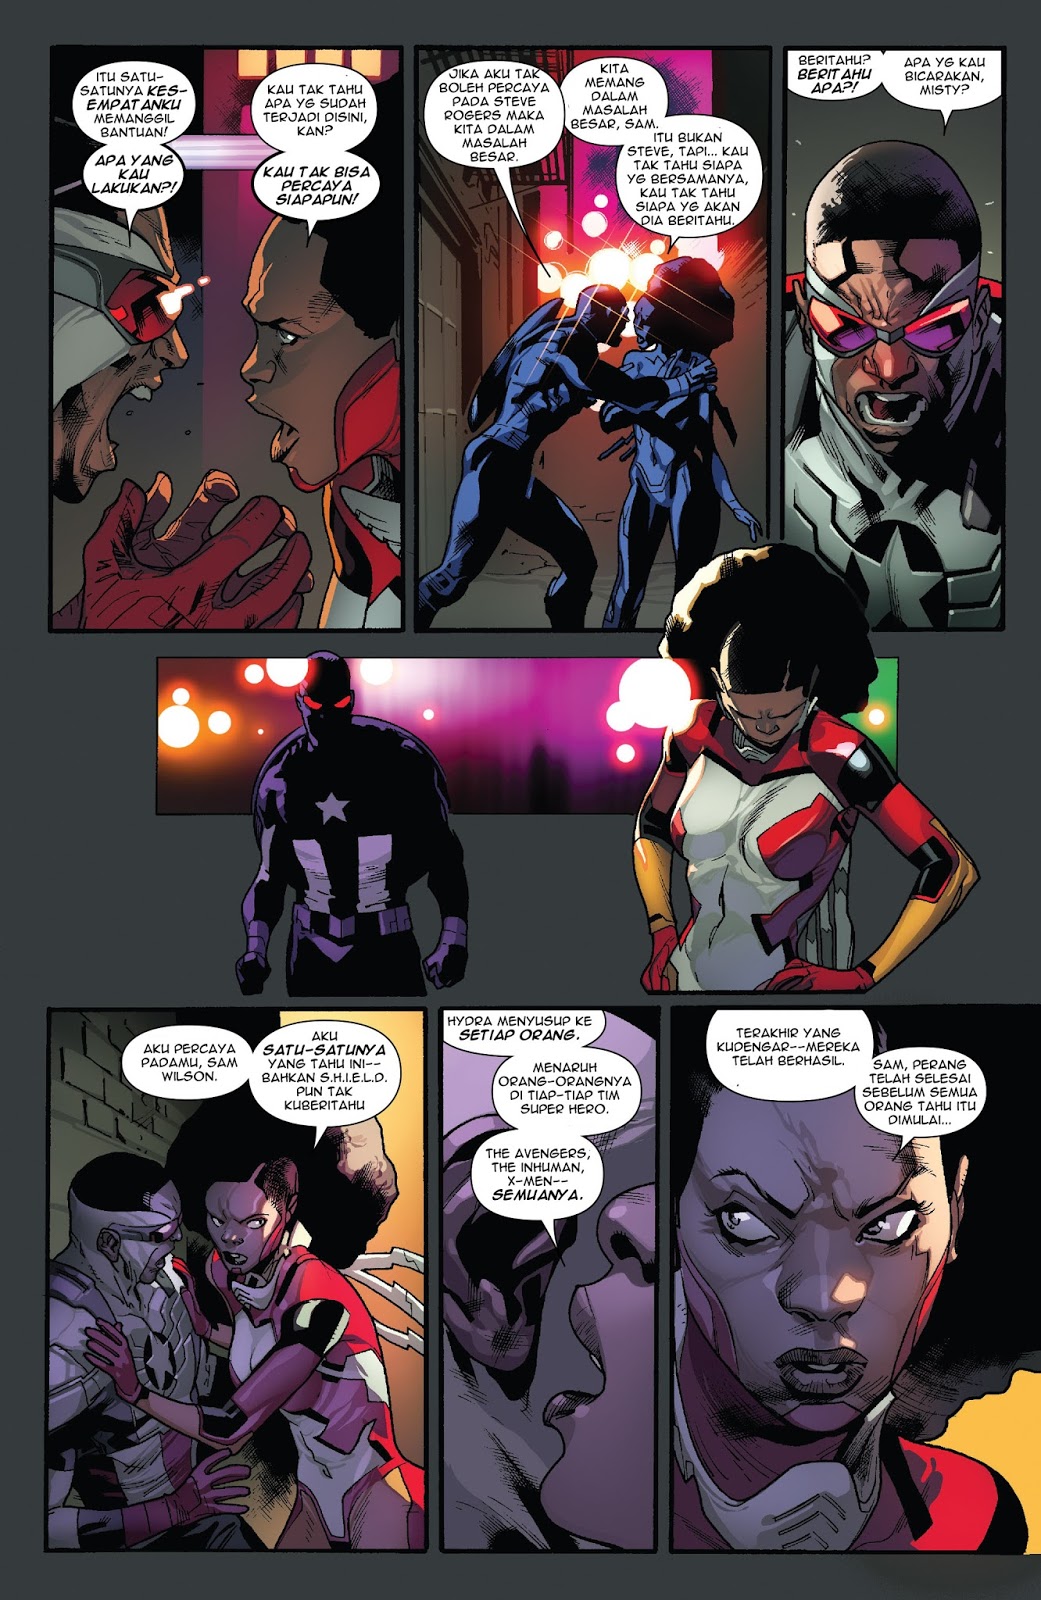 ITU SATU-
SATUNYA KES-
EMPATANKU
MEMANGGIL
BANTUAN!
APA YANG
KAU
LAKUKAN?!
KAU TAK TAHU
APA YG SUDAH
TERJADI DISINI,
KAN?
KAU TAK BISA
PERCAYA
SIAPAPUN!
JIKA AKU TAK
BOLEH PERCAYA
PADA STEVE
ROGERS MAKA
KITA DALAM
MASALAH
BESAR.
KITA
MEMANG
DALAM
MASALAH
BESAR, SAM.
ITU BUKAN
STEVE, TAPI... KAU
TAK TAHU SIAPA
YG BERSAMANYA,
KAU TAK TAHU
SIAPA YG AKAN
DIA BERITAHU.
BERITAHU?
BERITAHU
APA?!
APA YG KAU
BICARAKAN,
MISTY?
AKU PERCAYA
PADAMU, SAM
WILSON.
AKU
SATU-SATUNYA
YANG TAHU INI--
BAHKAN S.H.I.E.L.D.
PUN TAK
KUBERITAHU
HYDRA MENYUSUP KE
SETIAP ORANG.
MENARUH
ORANG-ORANGNYA
DI TIAP-TIAP TIM
SUPER HERO.
THE AVENGERS,
THE INHUMAN,
X-MEN--
SEMUANYA.
TERAKHIR YANG
KUDENGAR--MEREKA
TELAH BERHASIL.
SAM, PERANG
TELAH SELESAI
SEBELUM SEMUA
ORANG TAHU ITU
DIMULAI...